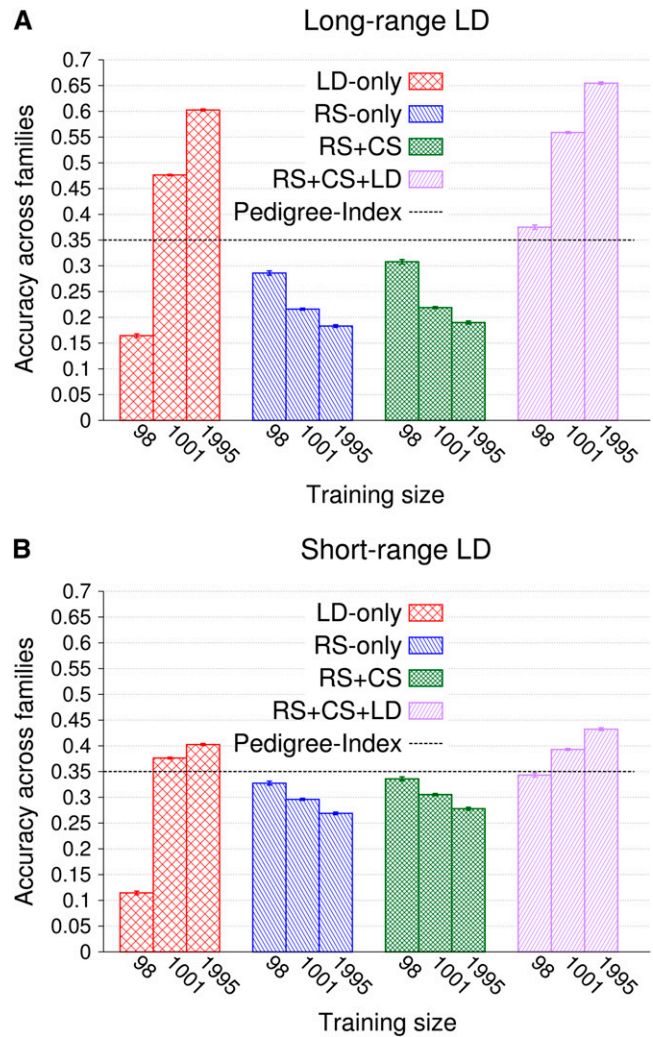 A
Long-range LD
Accuracy across families
0.7
0.65
0.6
0.55
0.5
0.45
0.4
0.35
0.3
0.25
0.2
0.15
0.1
0.05
0
LD-only
RS-only
RS+CS
RS+CS+LD
Pedigree-Index
98 1001 1995 98 1001 1995 98 1001 1995 98 1001 1995
Training size
B
Short-range LD
Accuracy across families
0.7
0.65
0.6
0.55
0.5
0.45
0.4
0.35
0.3
0.25
0.2
0.15
0.1
0.05
0
LD-only
RS-only
RS+CS
RS+CS+LD
Pedigree-Index
98 1001 1995 98 1001 1995 98 1001 1995 98 1001 1995
Training size